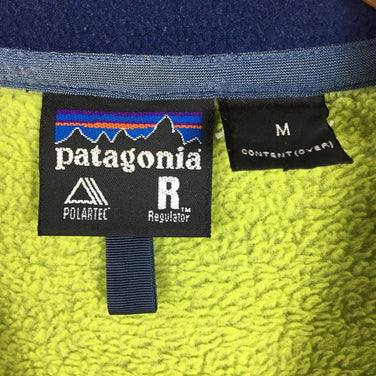 patagonia
POLARTEC
R
Regulator
M
CONTENT (OVER)